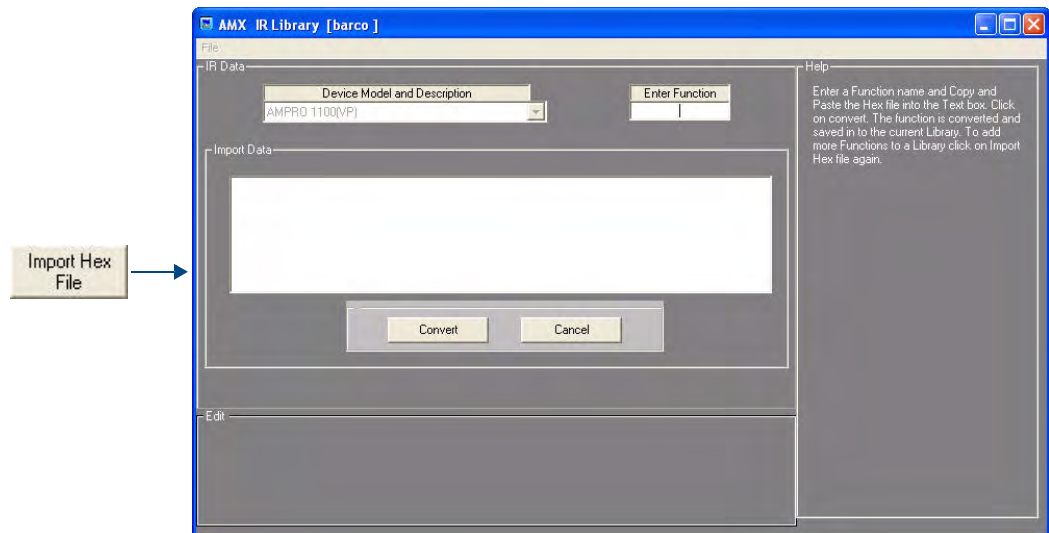 AMX IR Library [barco ]
File
IR Data
Device Model and Description
Enter Function
AMPRO 1100(VP)
Import Data
Convert
Cancel
Edit
Help
Enter a Function name and Copy and
Paste the Hex file into the Text box. Click
on convert. The function is converted and
saved in to the current Library. To add
more Functions to a Library click on Import
Hex file again.
Import Hex
File